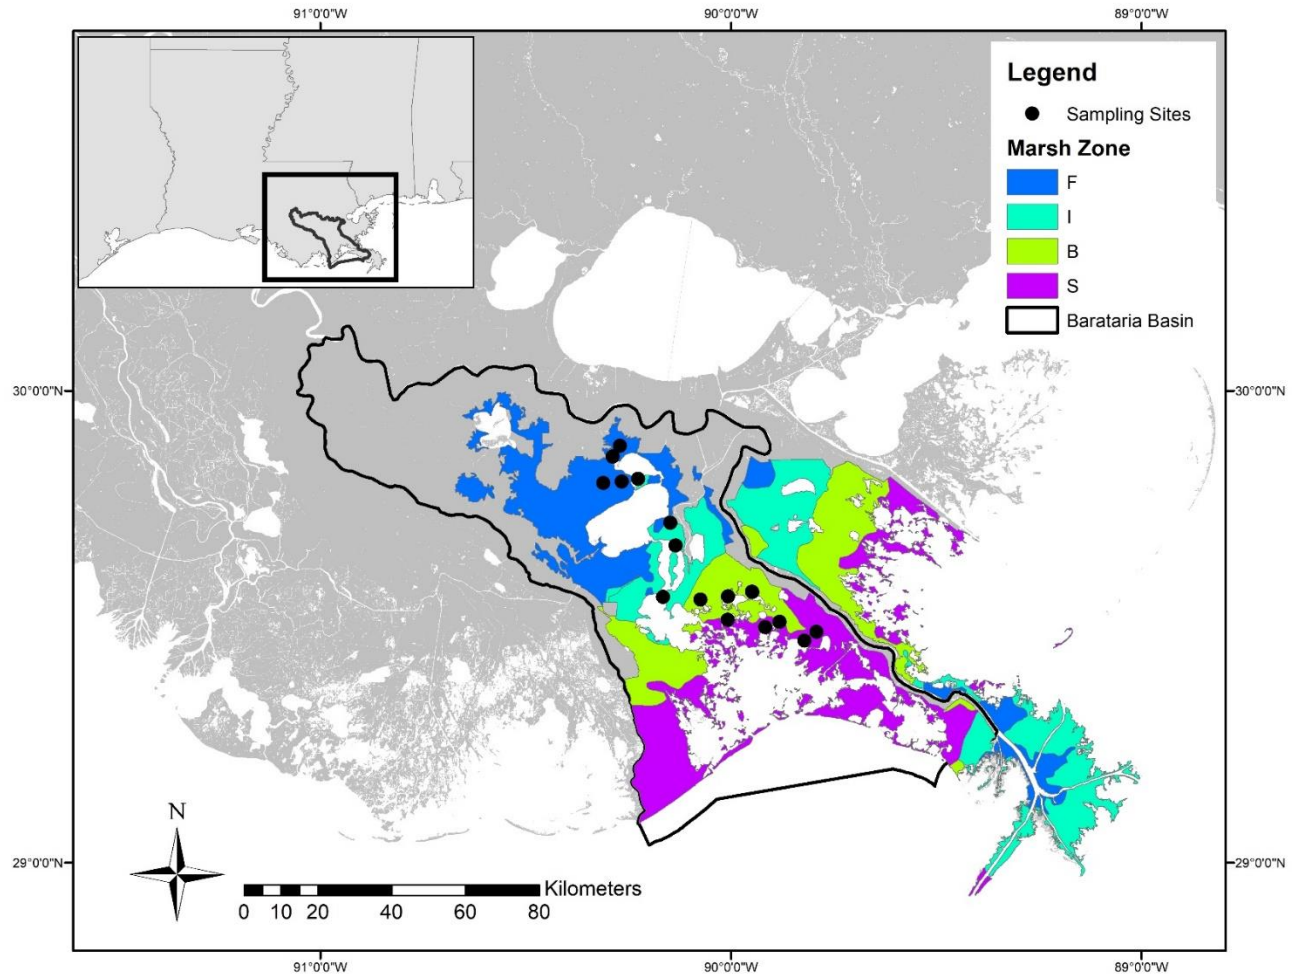 91°0'0"W 90°0'0"W 89°0'0"W
Legend
Sampling Sites
Marsh Zone
F
I
B
S
Barataria Basin
30°0'0"N 30°0'0"N
N
29°0'0"N 29°0'0"N
Kilometers
0 10 20 40 60 80
91°0'0"W 90°0'0"W 89°0'0"W